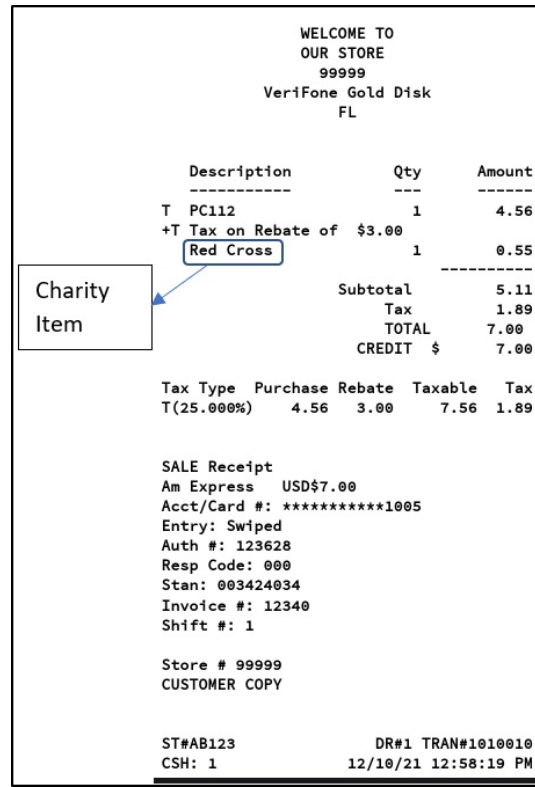 WELCOME TO
OUR STORE
99999
VeriFone Gold Disk
FL
Description Qty Amount
----------- --- ------
T PC112 1 4.56
+T Tax on Rebate of $3.00
Red Cross 1 0.55
----------
Charity
Item
Subtotal 5.11
Tax 1.89
TOTAL 7.00
CREDIT $ 7.00
Tax Type Purchase Rebate Taxable Tax
T(25.000%) 4.56 3.00 7.56 1.89
SALE Receipt
Am Express USD$7.00
Acct/Card #: ***********1005
Entry: Swiped
Auth #: 123628
Resp Code: 000
Stan: 003424034
Invoice #: 12340
Shift #: 1
Store # 99999
CUSTOMER COPY
ST#AB123 DR#1 TRAN#1010010
CSH: 1 12/10/21 12:58:19 PM